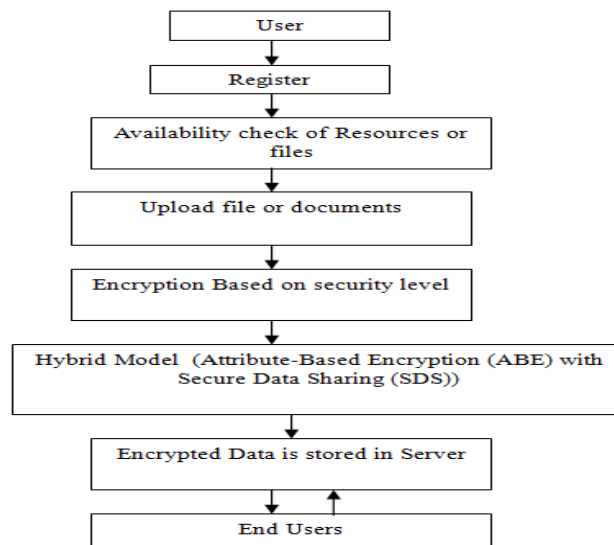 User
Register
Availability check of Resources or
files
Upload file or documents
Encryption Based on security level
Hybrid Model (Attribute-Based Encryption (ABE) with
Secure Data Sharing (SDS))
Encrypted Data is stored in Server
End Users